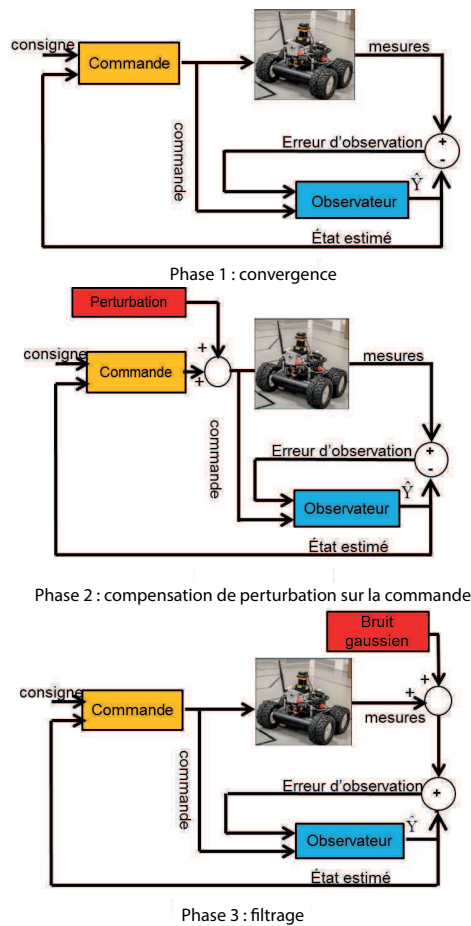 consigne
Commande
mesures
commande
Erreur d'observation
+
-
Observateur
Ŷ
État estimé
Phase 1 : convergence
Perturbation
consigne
Commande
+
+
mesures
commande
Erreur d'observation
+
-
Observateur
Ŷ
État estimé
Phase 2 : compensation de perturbation sur la commande
Bruit
gaussien
consigne
Commande
+
+
mesures
commande
Erreur d'observation
+
Observateur
Ŷ
État estimé
Phase 3 : filtrage